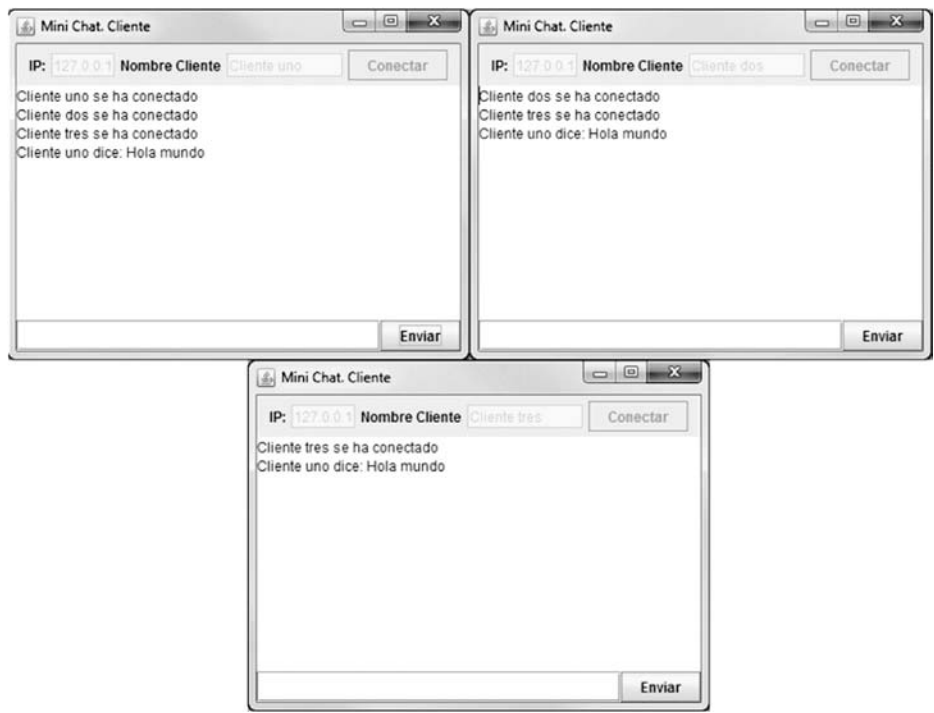 Mini Chat. Cliente
IP: 127.0.0.1 Nombre Cliente Cliente uno Conectar
Cliente uno se ha conectado
Cliente dos se ha conectado
Cliente tres se ha conectado
Cliente uno dice: Hola mundo
Enviar
Mini Chat. Cliente
IP: 127.0.0.1 Nombre Cliente Cliente dos Conectar
Cliente dos se ha conectado
Cliente tres se ha conectado
Cliente uno dice: Hola mundo
Enviar
Mini Chat. Cliente
IP: 127.0.0.1 Nombre Cliente Cliente tres Conectar
Cliente tres se ha conectado
Cliente uno dice: Hola mundo
Enviar